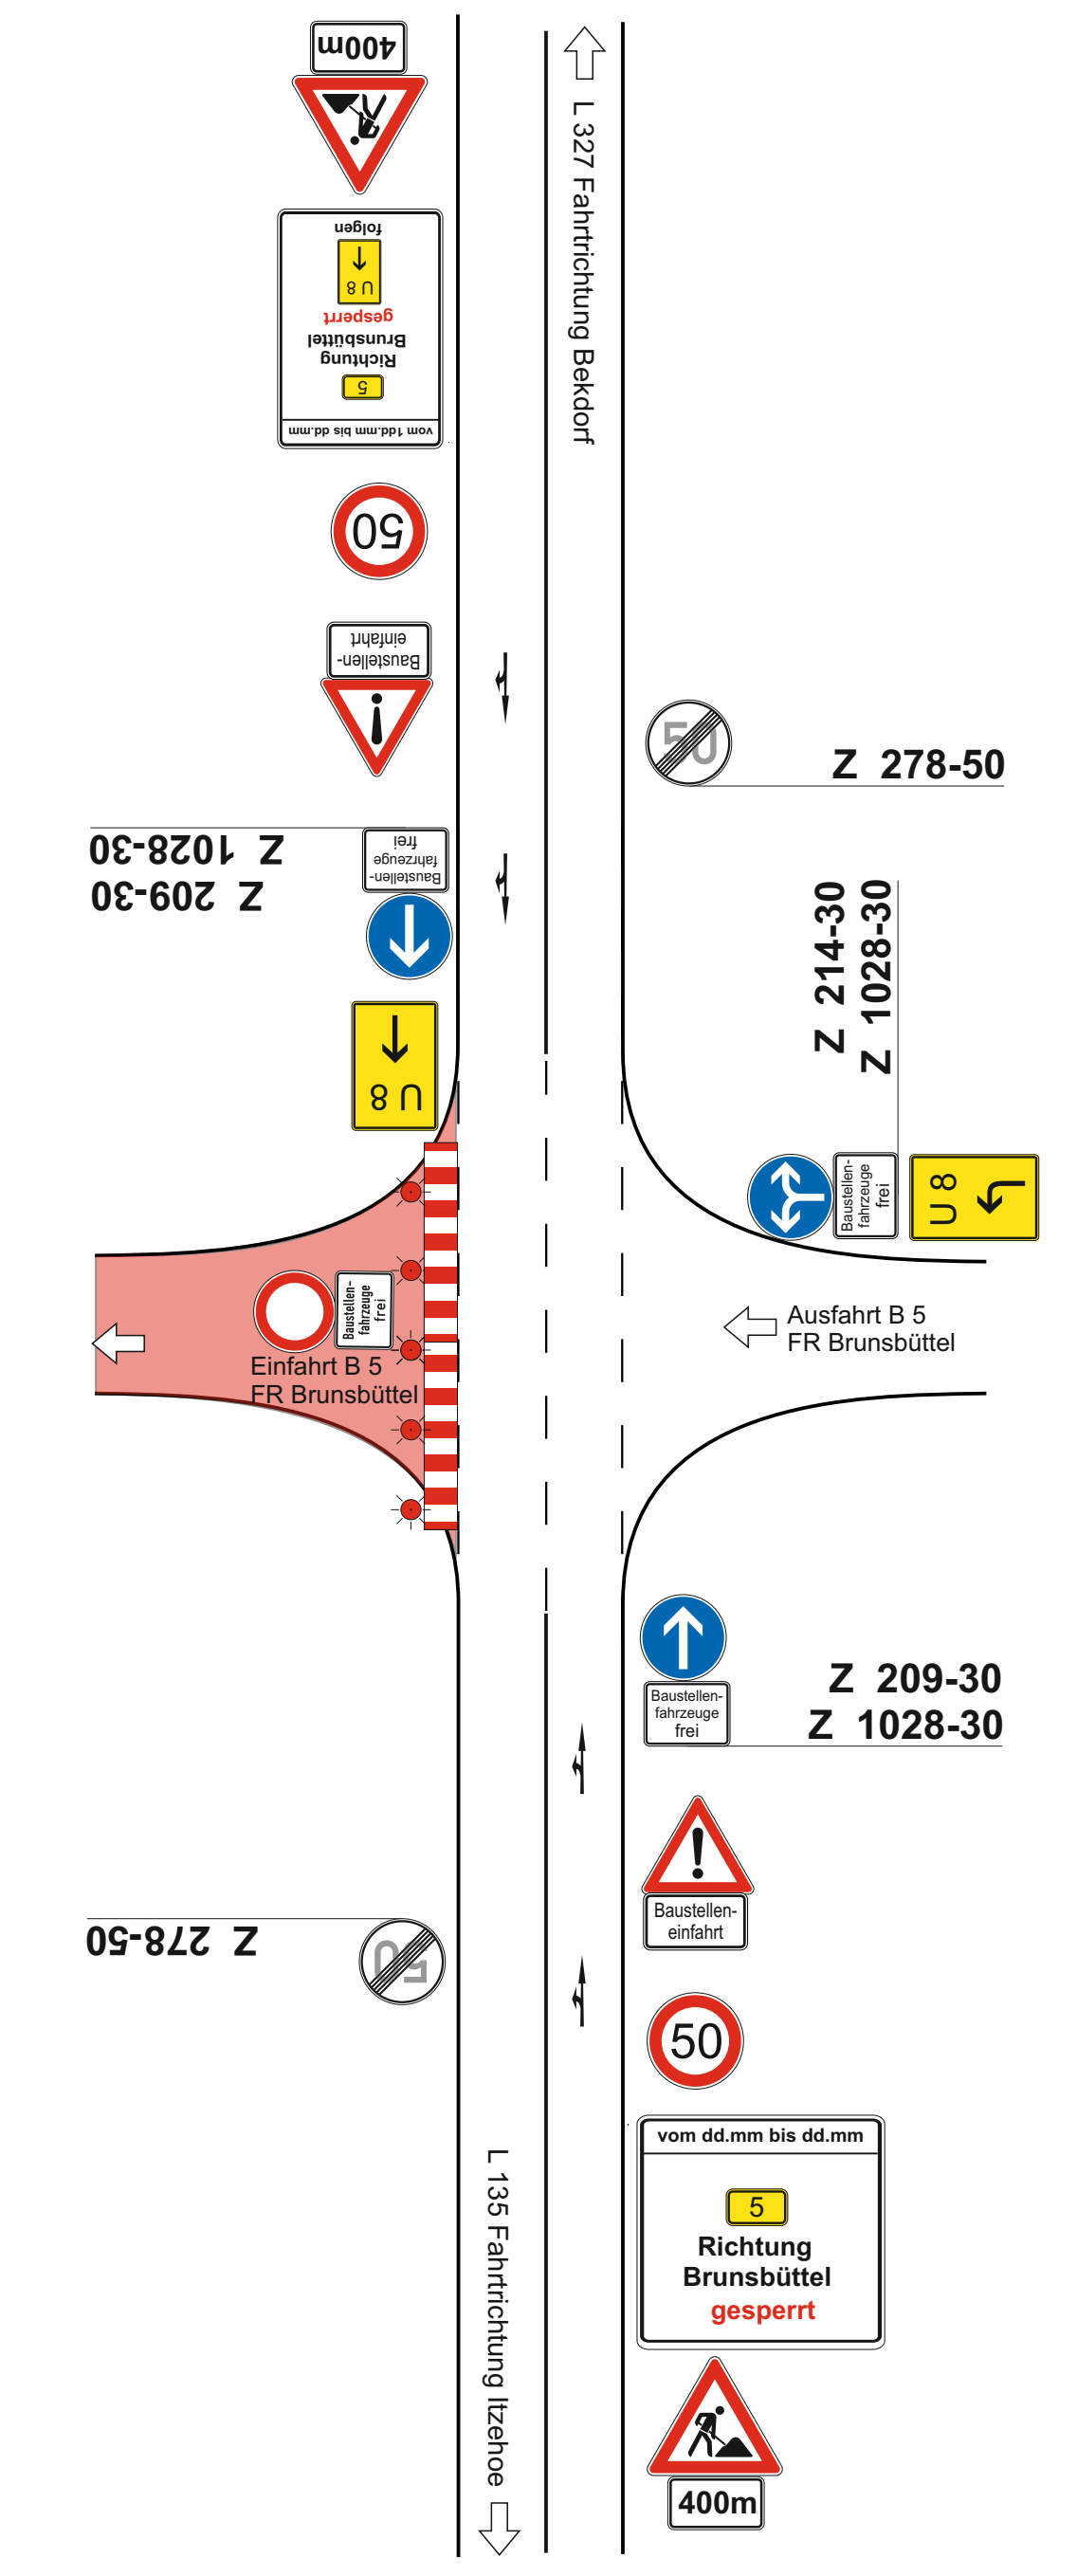 400m
folgen
U 8
gesperrt
Brunsbüttel
Richtung
5
vom 1dd.mm bis dd.mm
L 327 Fahrtrichtung Bekdorf
50
Baustellen-
einfahrt
50
Z 278-50
Z 209-30
Z 1028-30
Baustellen-
fahrzeuge
frei
U 8
Z 214-30
Z 1028-30
Baustellen-
fahrzeuge
frei
U 8
Baustellen-
fahrzeuge
frei
Einfahrt B 5
FR Brunsbüttel
Ausfahrt B 5
FR Brunsbüttel
Baustellen-
fahrzeuge
frei
Z 209-30
Z 1028-30
Baustellen-
einfahrt
Z 278-50
50
50
vom dd.mm bis dd.mm
5
Richtung
Brunsbüttel
gesperrt
L 135 Fahrtrichtung Itzehoe
400m